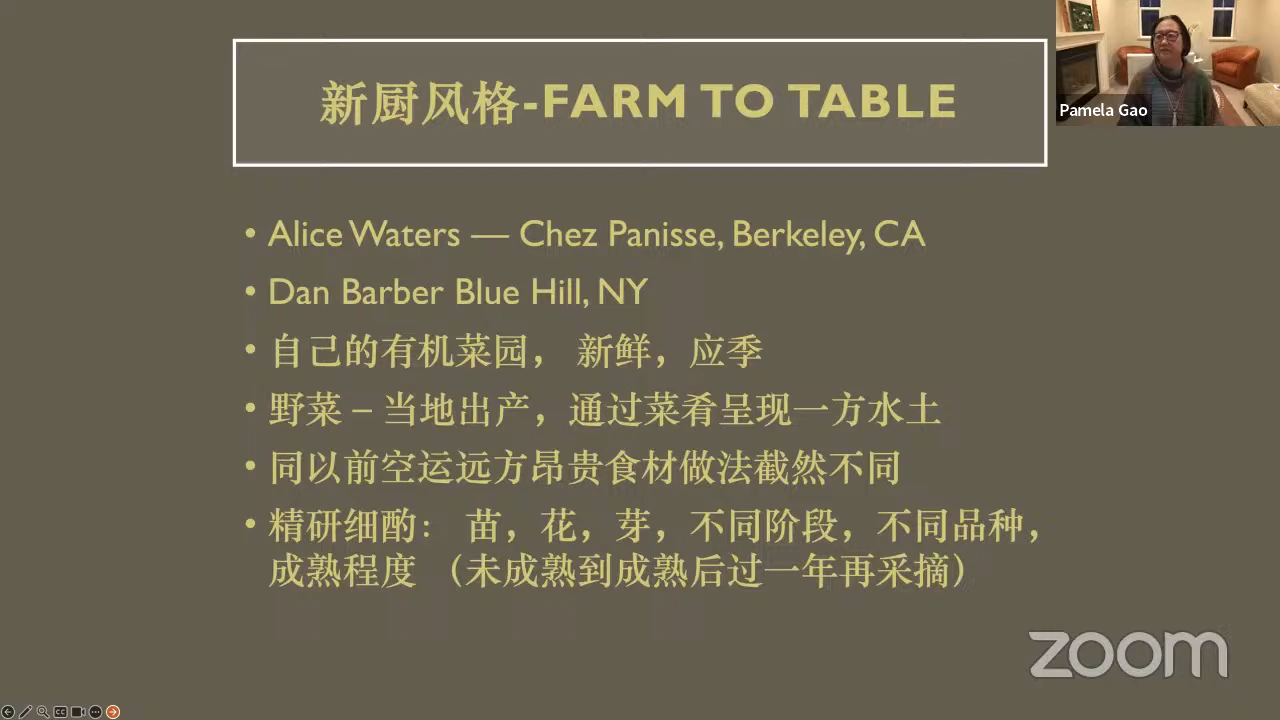 新厨风格-FARM TO TABLE
Pamela Gao
• Alice Waters — Chez Panisse, Berkeley, CA
• Dan Barber Blue Hill, NY
• 自己的有机菜园， 新鲜，应季
• 野菜 – 当地出产，通过菜肴呈现一方水土
• 同以前空运远方昂贵食材做法截然不同
• 精研细酌： 苗，花，芽，不同阶段，不同品种，
成熟程度 （未成熟到成熟后过一年再采摘）
zoom
CC